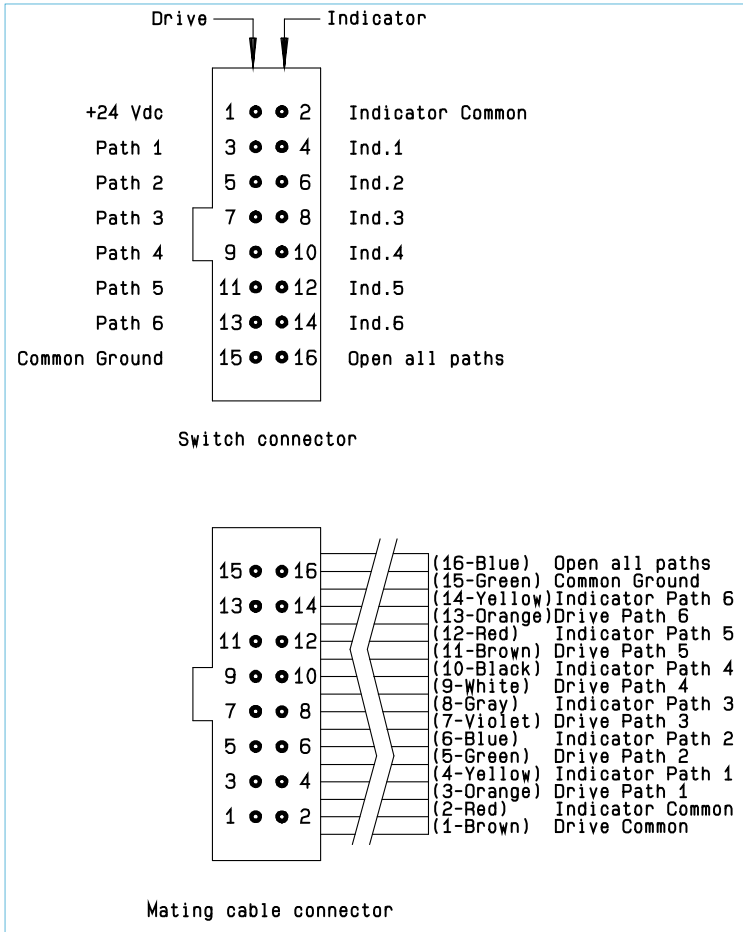 Drive Indicator
+24 Vdc 1 2 Indicator Common
Path 1 3 4 Ind.1
Path 2 5 6 Ind.2
Path 3 7 8 Ind.3
Path 4 9 10 Ind.4
Path 5 11 12 Ind.5
Path 6 13 14 Ind.6
Common Ground 15 16 Open all paths
Switch connector
15 16
13 14
11 12
9 10
7 8
5 6
3 4
1 2
(16-Blue) Open all paths
(15-Green) Common Ground
(14-Yellow) Indicator Path 6
(13-Orange) Drive Path 6
(12-Red) Indicator Path 5
(11-Brown) Drive Path 5
(10-Black) Indicator Path 4
(9-White) Drive Path 4
(8-Gray) Indicator Path 3
(7-Violet) Drive Path 3
(6-Blue) Indicator Path 2
(5-Green) Drive Path 2
(4-Yellow) Indicator Path 1
(3-Orange) Drive Path 1
(2-Red) Indicator Common
(1-Brown) Drive Common
Mating cable connector